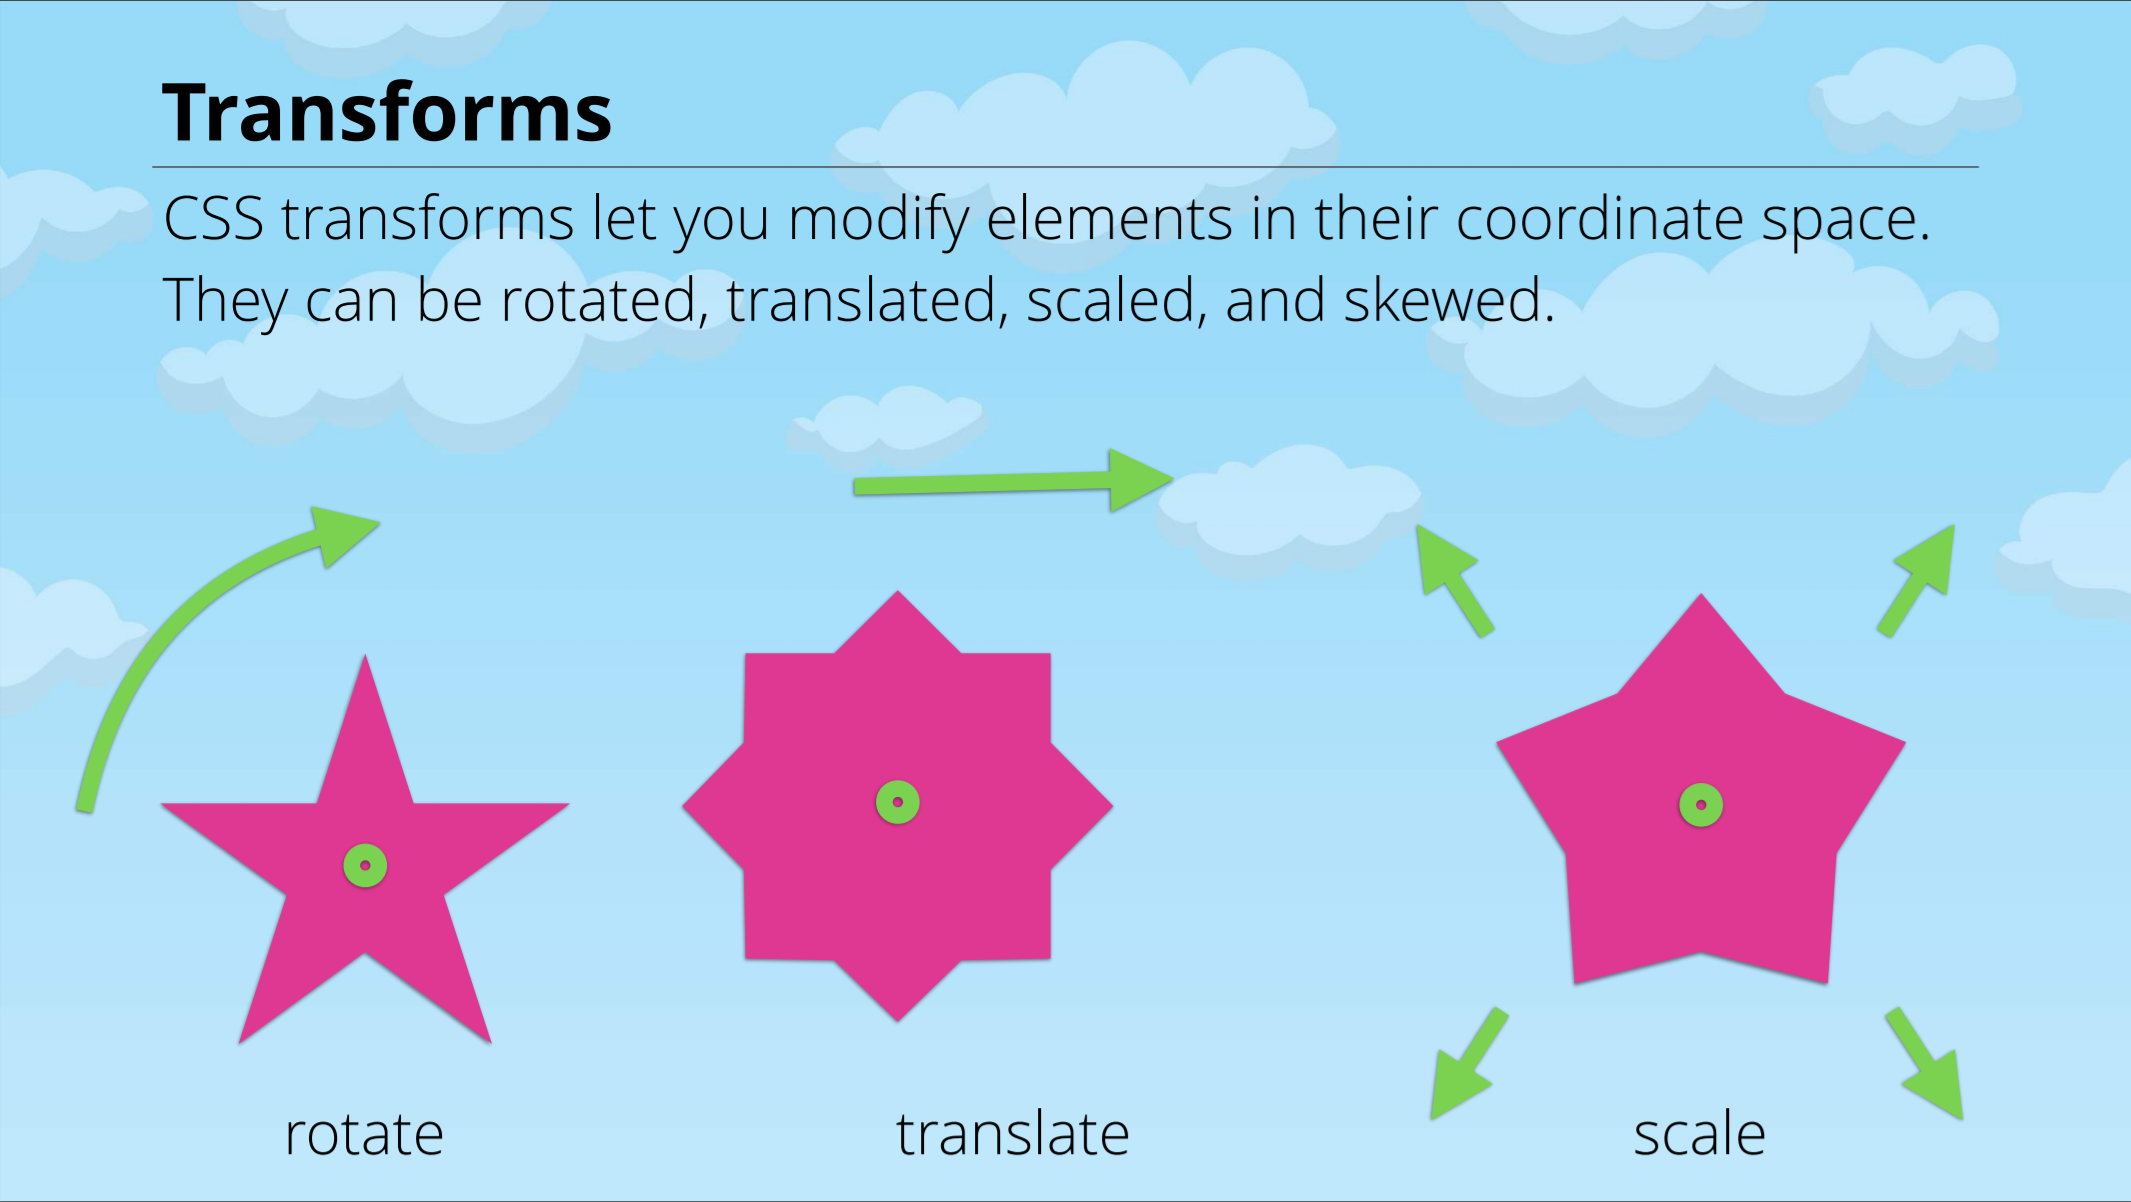 Transforms
CSS transforms let you modify elements in their coordinate space.
They can be rotated, translated, scaled, and skewed.
rotate
translate
scale